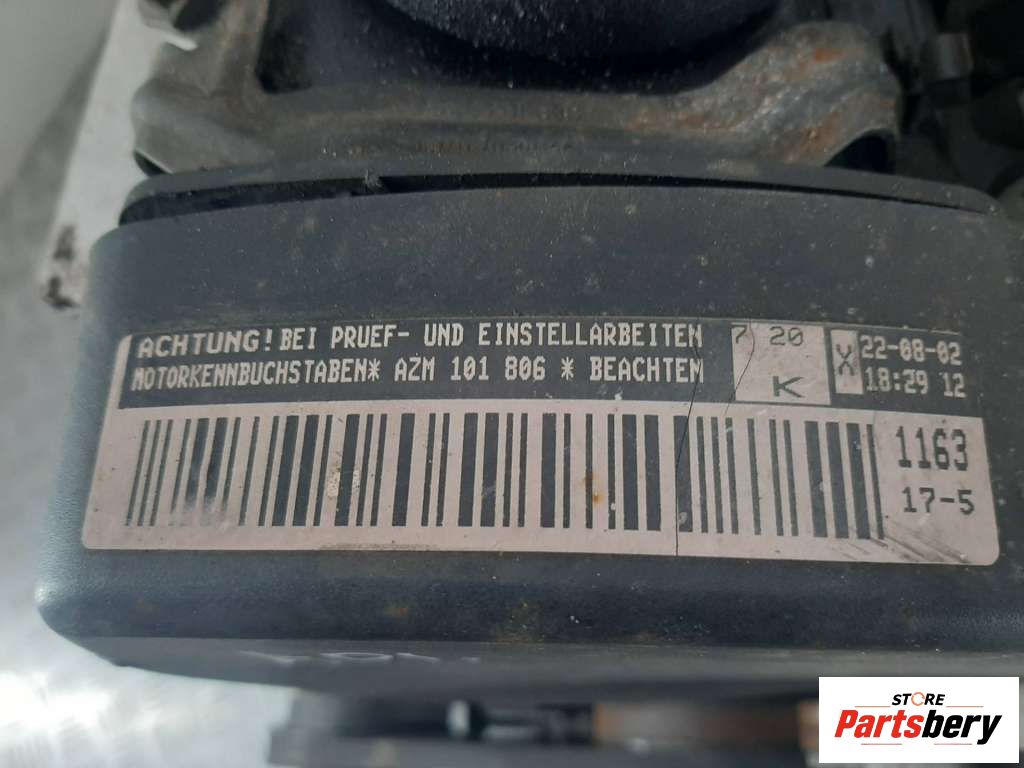 ACHTUNG! BEI PRUEF- UND EINSTELLARBEITEN
MOTORKENNBUCHSTABEN* AZM 101 806 * BEACHTEN
7 20
K
X
22-08-02
18:29 12
1163
17-5
STORE
Partsbery